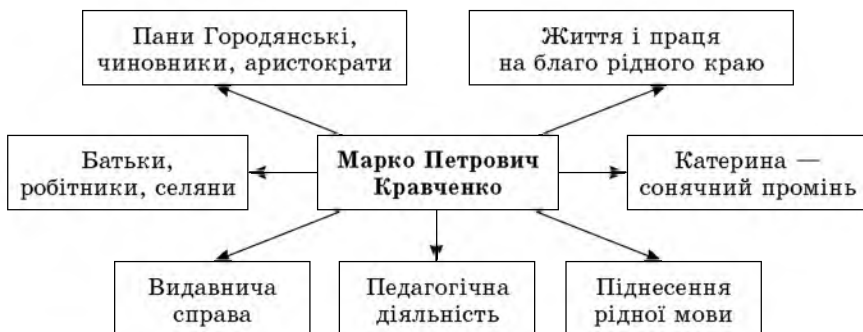 Пани Городянські,
чиновники, аристократи
Життя і праця
на благо рідного краю
Батьки,
робітники, селяни
Марко Петрович
Кравченко
Катерина —
сонячний промінь
Видавнича
справа
Педагогічна
діяльність
Піднесення
рідної мови